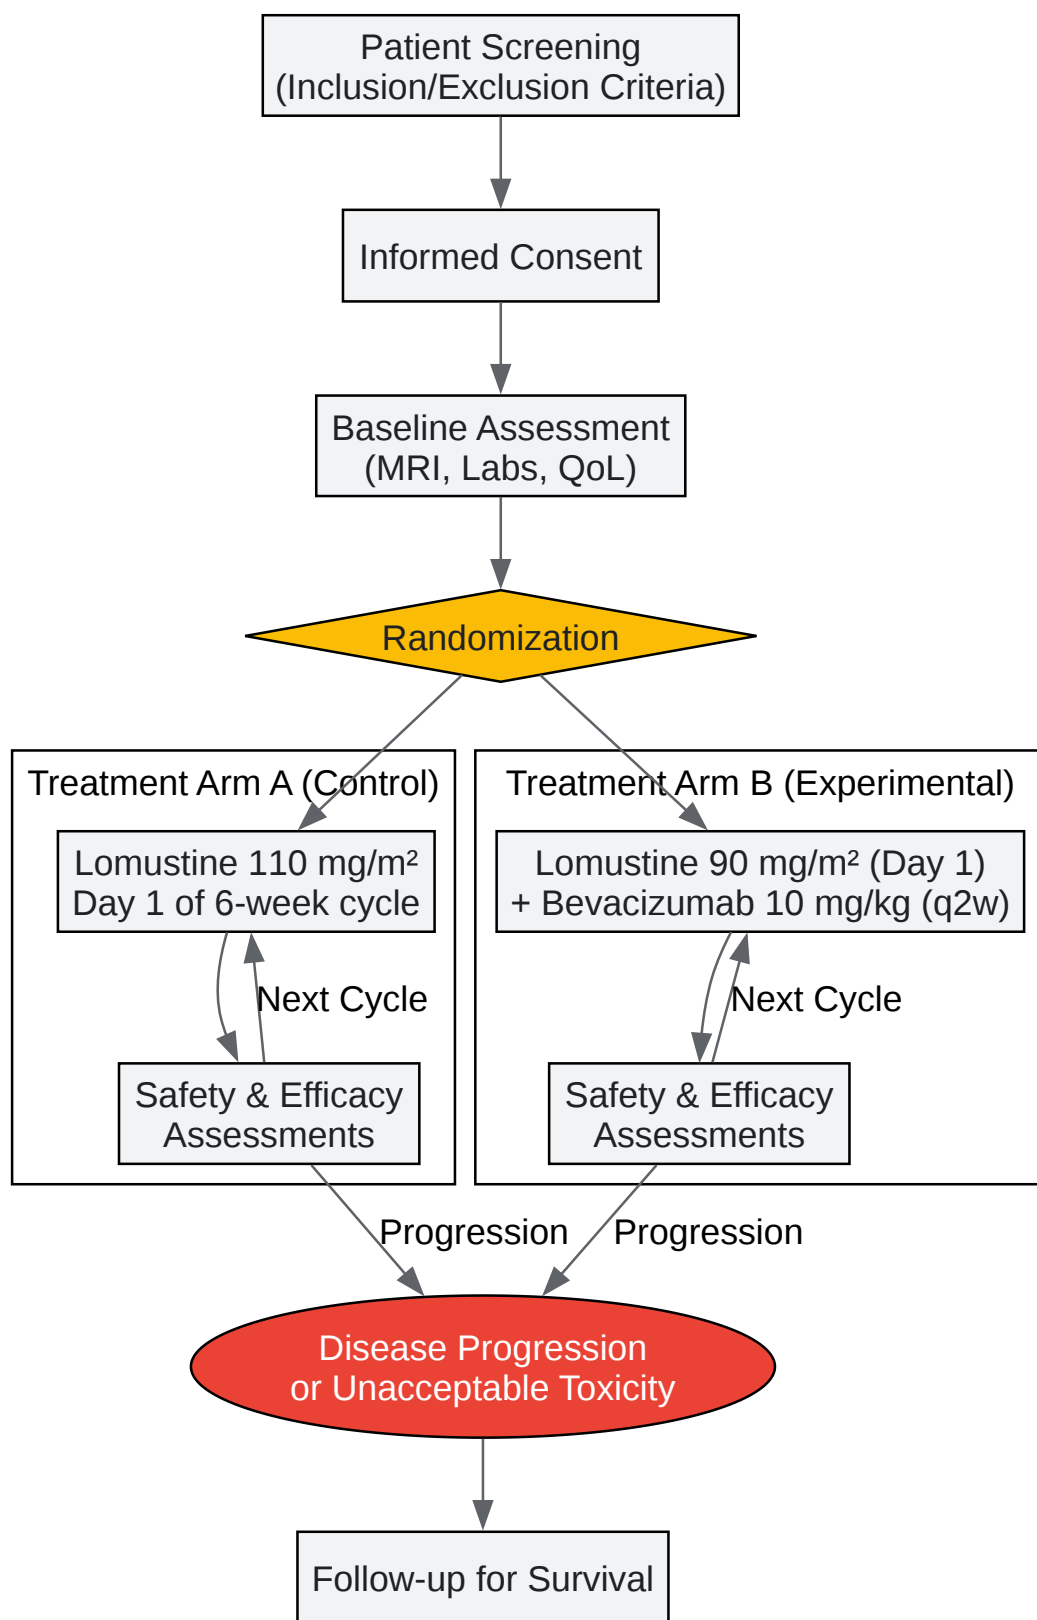 Patient Screening
(Inclusion/Exclusion Criteria)
Informed Consent
Baseline Assessment
(MRI, Labs, QoL)
Randomization
Treatment Arm A (Control)
Lomustine 110 mg/m²
Day 1 of 6-week cycle
Next Cycle
Safety & Efficacy
Assessments
Progression
Treatment Arm B (Experimental)
Lomustine 90 mg/m² (Day 1)
+ Bevacizumab 10 mg/kg (q2w)
Next Cycle
Safety & Efficacy
Assessments
Progression
Disease Progression
or Unacceptable Toxicity
Follow-up for Survival